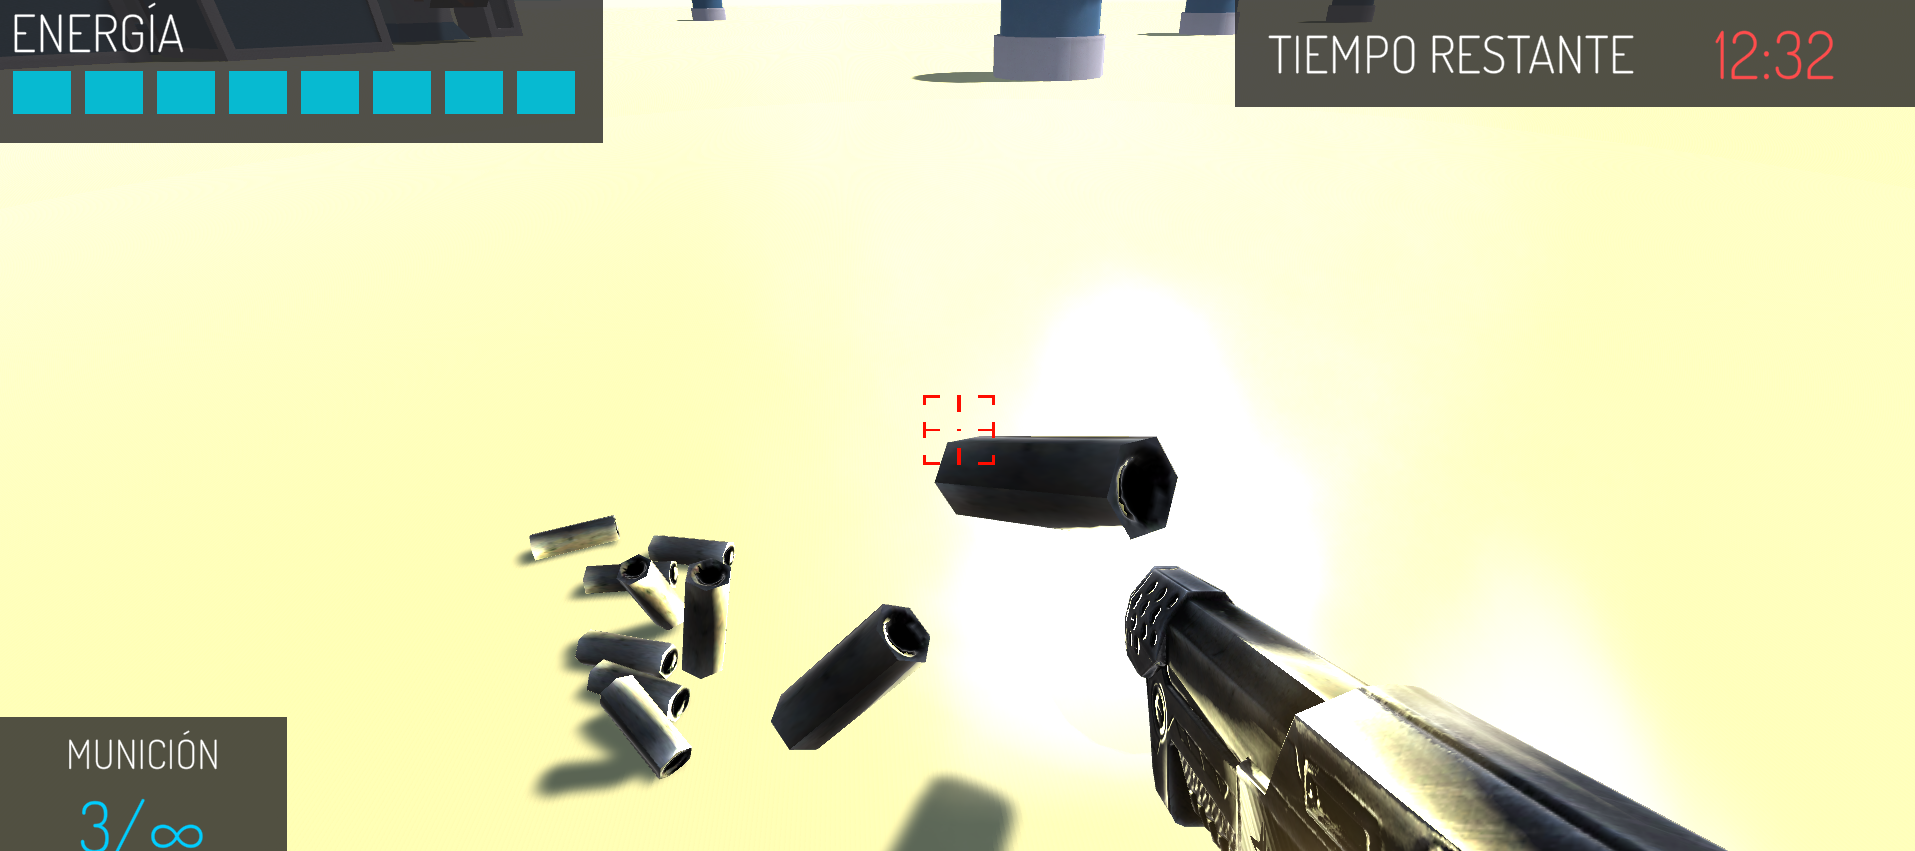 ENERGÍA
TIEMPO RESTANTE 12:32
MUNICIÓN
3/∞